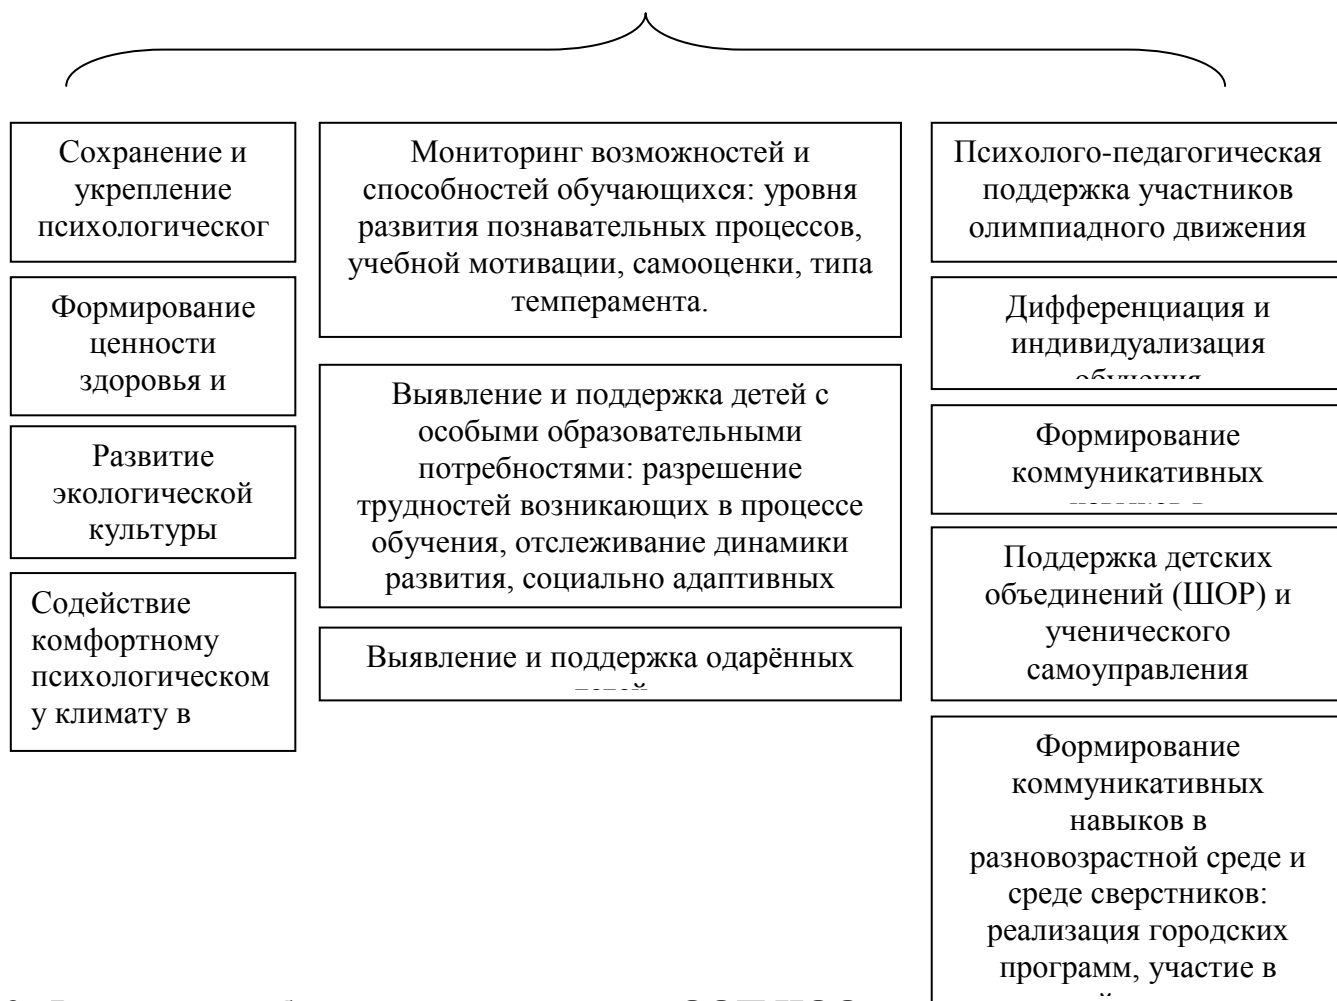 Сохранение и
укрепление
психологическог
Формирование
ценности
здоровья и
Развитие
экологической
культуры
Содействие
комфортному
психологическом
у климату в
Мониторинг возможностей и
способностей обучающихся: уровня
развития познавательных процессов,
учебной мотивации, самооценки, типа
темперамента.
Выявление и поддержка детей с
особыми образовательными
потребностями: разрешение
трудностей возникающих в процессе
обучения, отслеживание динамики
развития, социально адаптивных
Выявление и поддержка одарённых
Психолого-педагогическая
поддержка участников
олимпиадного движения
Дифференциация и
индивидуализация
обучения
Формирование
коммуникативных
Поддержка детских
объединений (ШОР) и
ученического
самоуправления
Формирование
коммуникативных
навыков в
разновозрастной среде и
среде сверстников:
реализация городских
программ, участие в